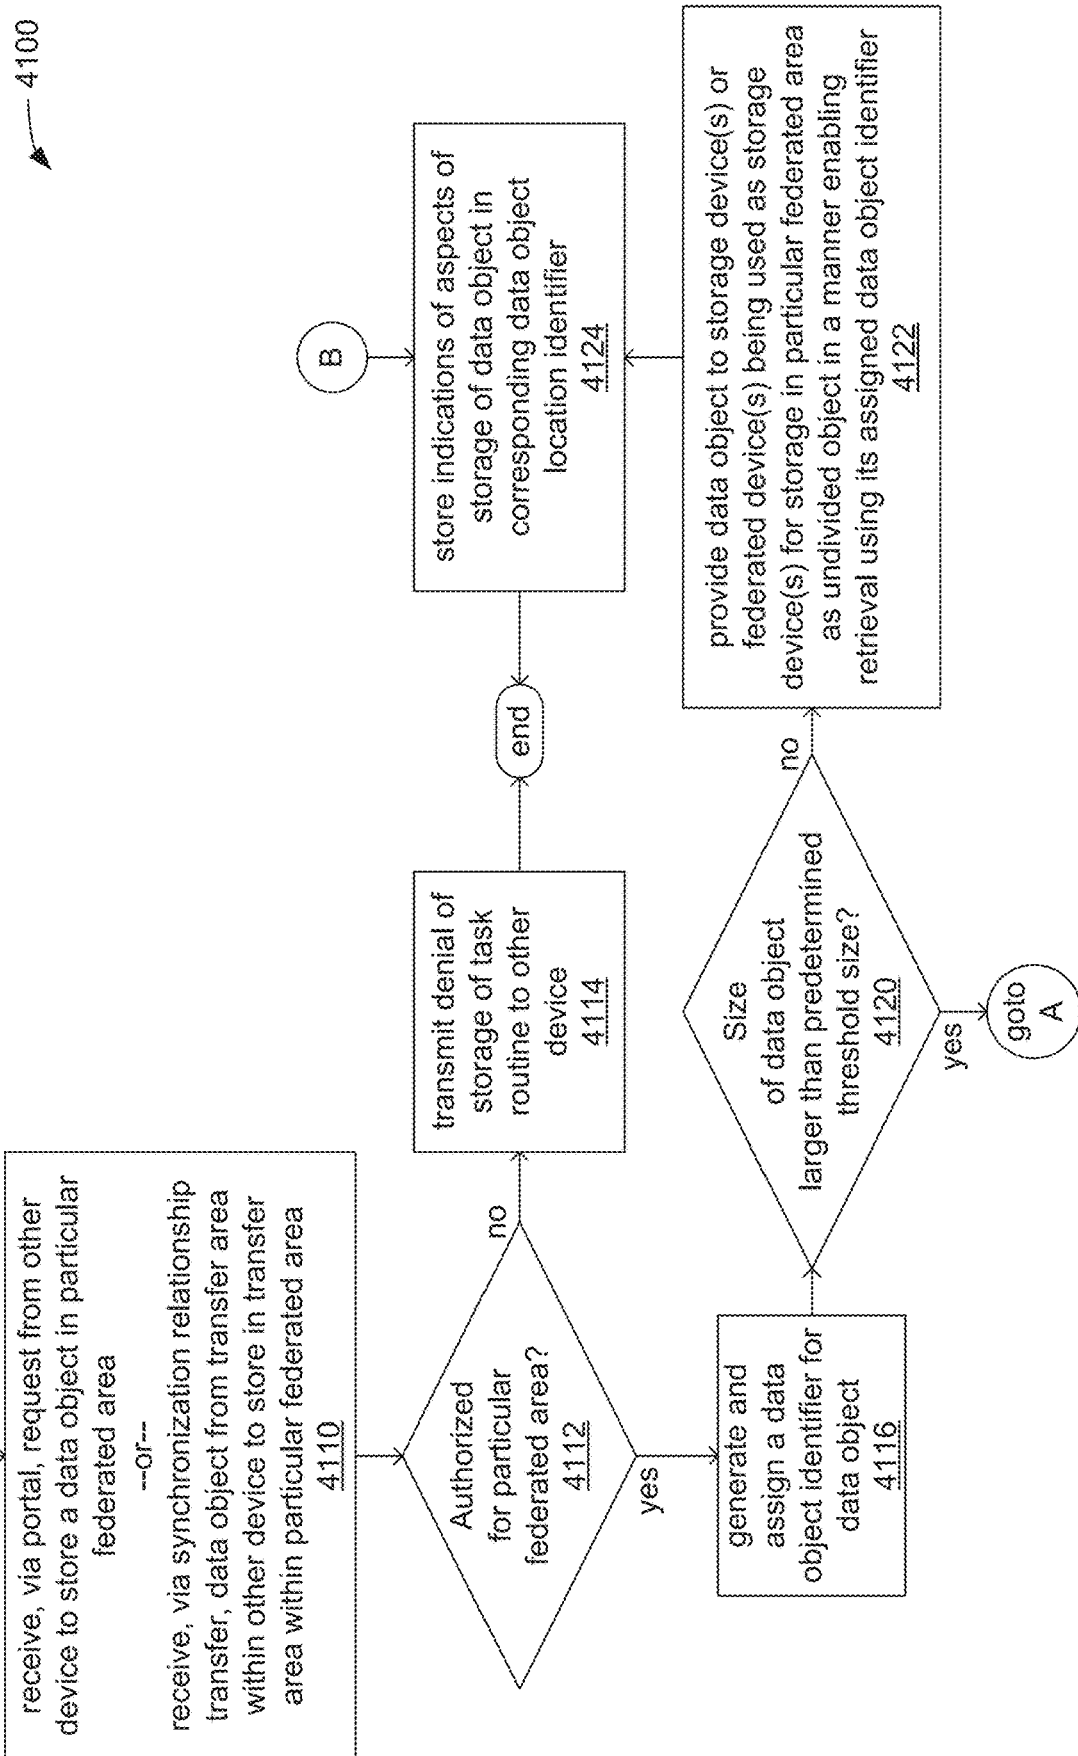 4100
receive, via portal, request from other
device to store a data object in particular
federated area
--or--
receive, via synchronization relationship
transfer, data object from transfer area
within other device to store in transfer
area within particular federated area
4110
Authorized
for particular
federated area?
4112
no
yes
transmit denial of
storage of task
routine to other
device
4114
end
generate and
assign a data
object identifier for
data object
4116
Size
of data object
larger than predetermined
threshold size?
4120
no
yes
goto
A
provide data object to storage device(s) or
federated device(s) being used as storage
device(s) for storage in particular federated area
as undivided object in a manner enabling
retrieval using its assigned data object identifier
4122
B
store indications of aspects of
storage of data object in
corresponding data object
location identifier
4124